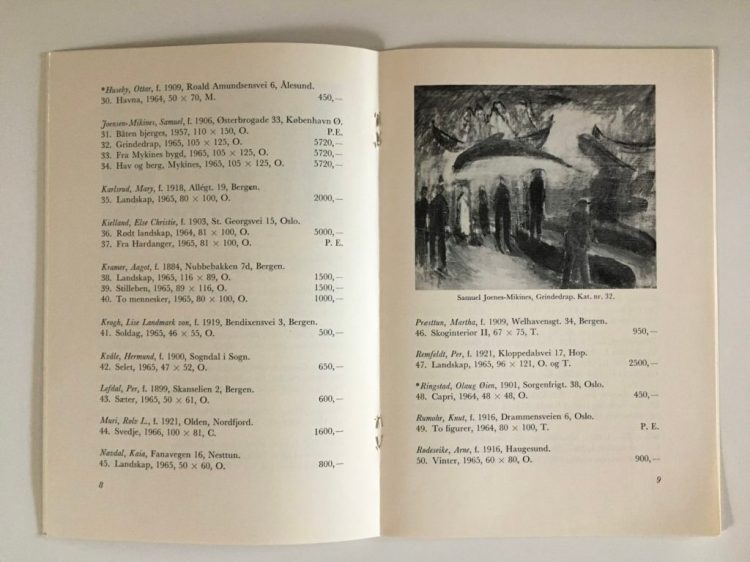 *Huseby, Ottar, f. 1909, Roald Amundsensvei 6, Ålesund.
30. Havna, 1964, 50 × 70, M. 450,—
Joensen-Mikines, Samuel, f. 1906, Østerbrogade 33, København Ø.
31. Båten bjerges, 1957, 110 × 150, O. P.E.
32. Geindedrap, 1965, 105 × 125, O. 5720,—
33. Fra Mykines bygd, 1965, 105 × 125, O. 5720,—
34. Hav og berg, Mykines, 1965, 105 × 125, O. 5720,—
Karlsrud, Mary, f. 1918, Allégt. 19, Bergen.
35. Landskap, 1965, 80 × 100, O. 2000,—
Kielland, Else Christie, f. 1903, St. Georgsvei 15, Oslo.
36. Rødt landskap, 1964, 81 × 100, O. 5000,—
37. Fra Hardanger, 1965, 81 × 100, O. P. E.
Kramer, Aagot, f. 1884, Nubbebakken 7d, Bergen.
38. Landskap, 1965, 116 × 89, O. 1500,—
39. Stilleben, 1965, 89 × 116, O. 1500,—
40. To mennesker, 1965, 80 × 100, O. 1000,—
Krogh, Lise Landmark von, f. 1919, Bendixensvei 3, Bergen.
41. Soldag, 1965, 46 × 55, O. 500,—
Kvåle, Hermund, f. 1900, Sogndal i Sogn.
42. Selet, 1965, 47 × 52, O. 650,—
Lefdal, Per, f. 1899, Skanselien 2, Bergen.
43. Sæter, 1965, 50 × 61, O. 600,—
Muri, Rolv L., f. 1921, Olden, Nordfjord.
44. Svedje, 1966, 100 × 81, C. 1600,—
Næsdal, Kaia, Fanavegen 16, Nesttun.
45. Landskap, 1965, 50 × 60, O. 800,—
8
Samuel Joenes-Mikines, Grindedrap. Kat. nr. 32.
Præsttun, Martha, f. 1909, Welhavensgt. 34, Bergen.
46. Skoginteriør II, 67 × 75, T. 950,—
Remfeldt, Per, f. 1921, Kloppedalsvei 17, Hop.
47. Landskap, 1965, 96 × 121, O. og T. 2500,—
*Ringstad, Olaug Øien, 1901, Sorgenfrigt. 38, Oslo.
48. Capri, 1964, 48 × 48, O. 450,—
Rumohr, Knut, f. 1916, Drammensveien 6, Oslo.
49. To figurer, 1964, 80 × 100, T. P. E.
Rødeseike, Arne, f. 1916, Haugesund.
50. Vinter, 1965, 60 × 80, O. 900,—
9